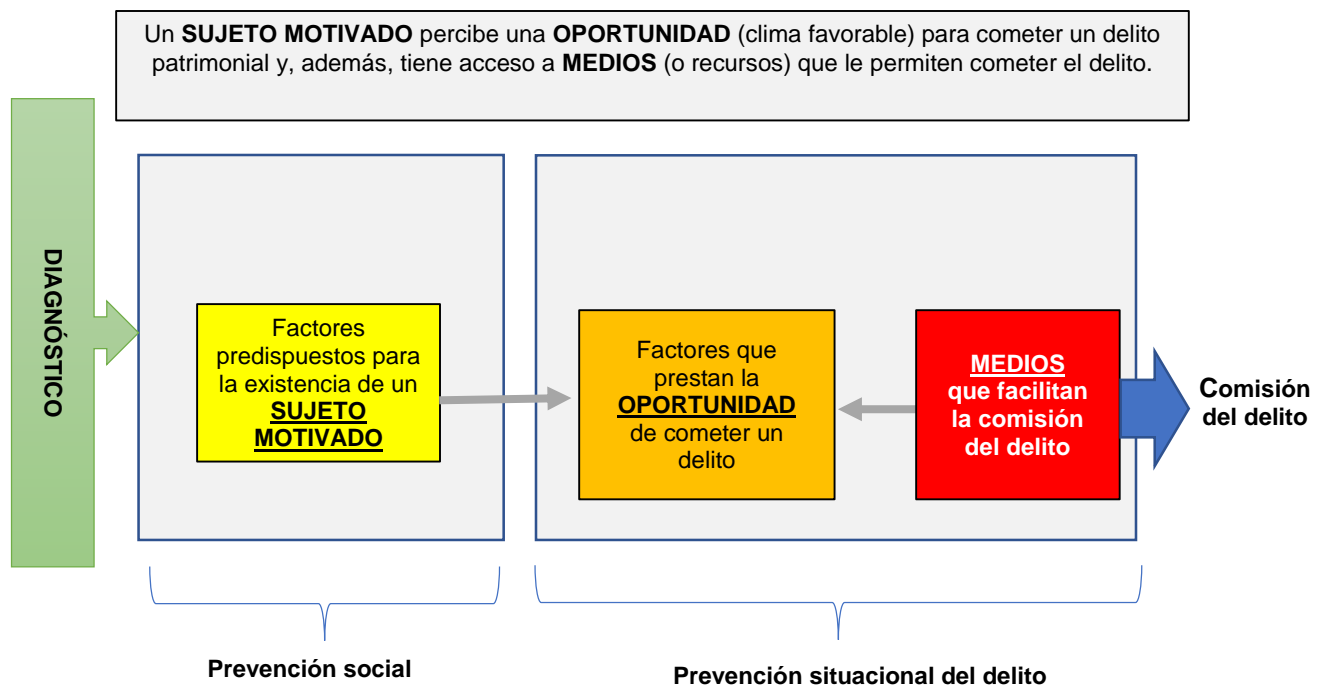 Un SUJETO MOTIVADO percibe una OPORTUNIDAD (clima favorable) para cometer un delito
patrimonial y, además, tiene acceso a MEDIOS (o recursos) que le permiten cometer el delito.
DIAGNÓSTICO
Factores
predispuestos para
la existencia de un
SUJETO
MOTIVADO
Factores que
prestan la
OPORTUNIDAD
de cometer un
delito
MEDIOS
que facilitan
la comisión
del delito
Comisión
del delito
Prevención social
Prevención situacional del delito